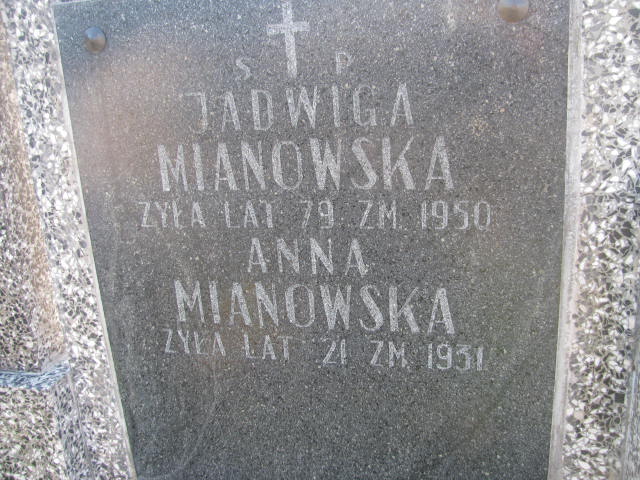 S P
JADWIGA
MIANOWSKA
ŻYŁA LAT 79 ZM. 1950
ANNA
MIANOWSKA
ŻYŁA LAT 21 ZM. 1931